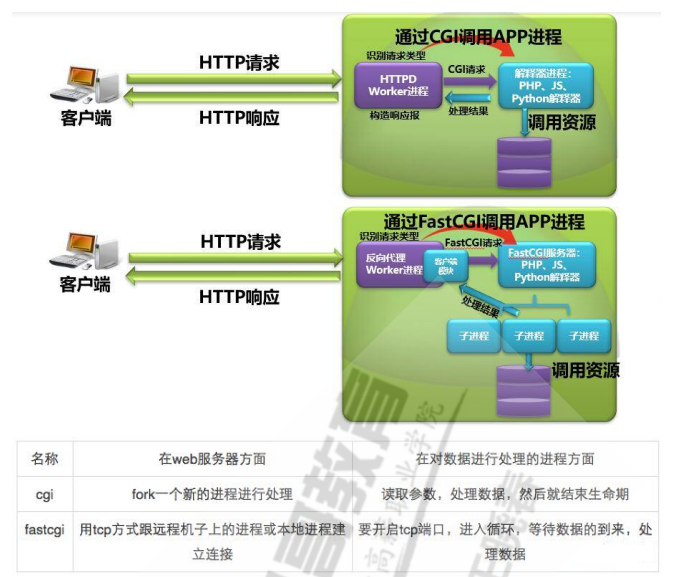 通过CGI调用APP进程
识别请求类型
HTTP请求
HTTPD
Worker进程
CGI请求
解释器进程:
PHP、JS、
Python解释器
客户端
HTTP响应
构造响应报
处理结果
调用资源
通过FastCGI调用APP进程
识别请求类型
HTTP请求
FastCGI请求
反向代理
Worker进程
客户端
模块
FastCGI服务器:
PHP、JS、
Python解释器
客户端
HTTP响应
处理结果
子进程
子进程
子进程
调用资源
名称 在web服务器方面 在对数据进行处理的进程方面
cgi fork一个新的进程进行处理 读取参数，处理数据，然后就结束生命期
fastcgi 用tcp方式跟远程机子上的进程或本地进程建
立连接
要开启tcp端口，进入循环，等待数据的到来，处
理数据